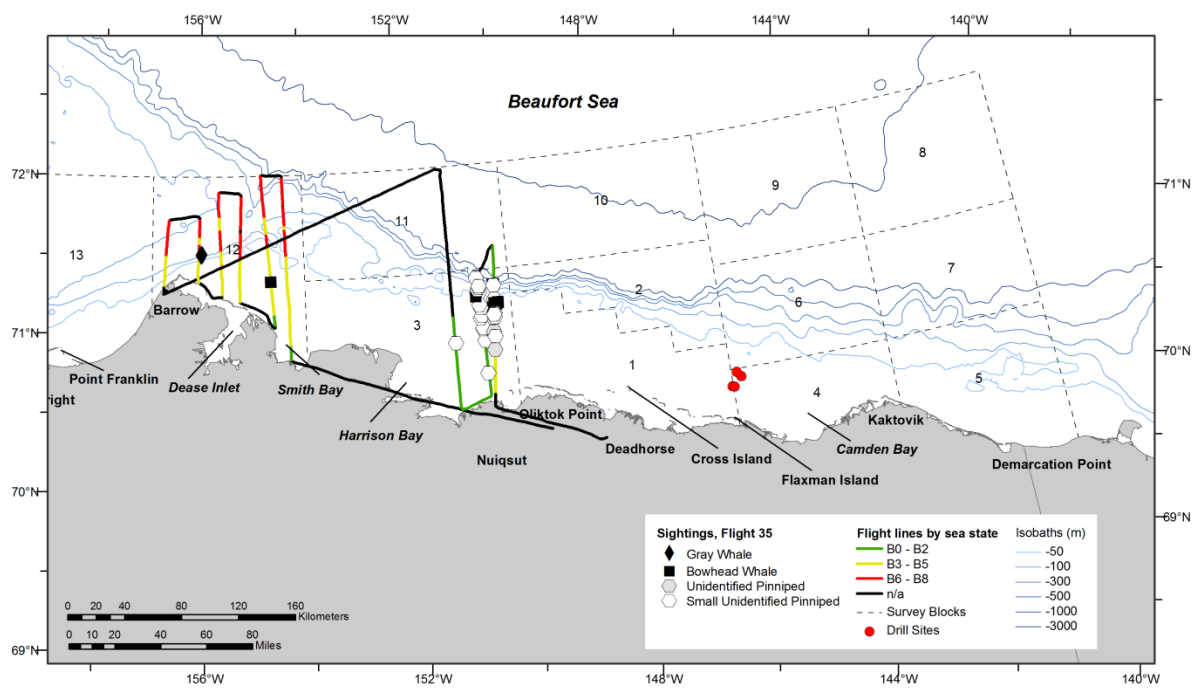 156°W 152°W 148°W 144°W 140°W
Beaufort Sea
72°N
71°N
8
9
10
11
13
12
7
2
6
3
71°N
70°N
Barrow
1
4
5
Point Franklin
right
Dease Inlet
Smith Bay
Harrison Bay
Oliktok Point
Kaktovik
Deadhorse
Camden Bay
Cross Island
Nuiqsut
Demarcation Point
Flaxman Island
70°N
69°N
Sightings, Flight 35
Gray Whale
Bowhead Whale
Unidentified Pinniped
Small Unidentified Pinniped
Flight lines by sea state
B0 - B2
B3 - B5
B6 - B8
n/a
Survey Blocks
Drill Sites
Isobaths (m)
-50
-100
-300
-500
-1000
-3000
0 20 40 80 120 160
Kilometers
0 10 20 40 60 80
Miles
69°N
156°W 152°W 148°W 144°W 140°W